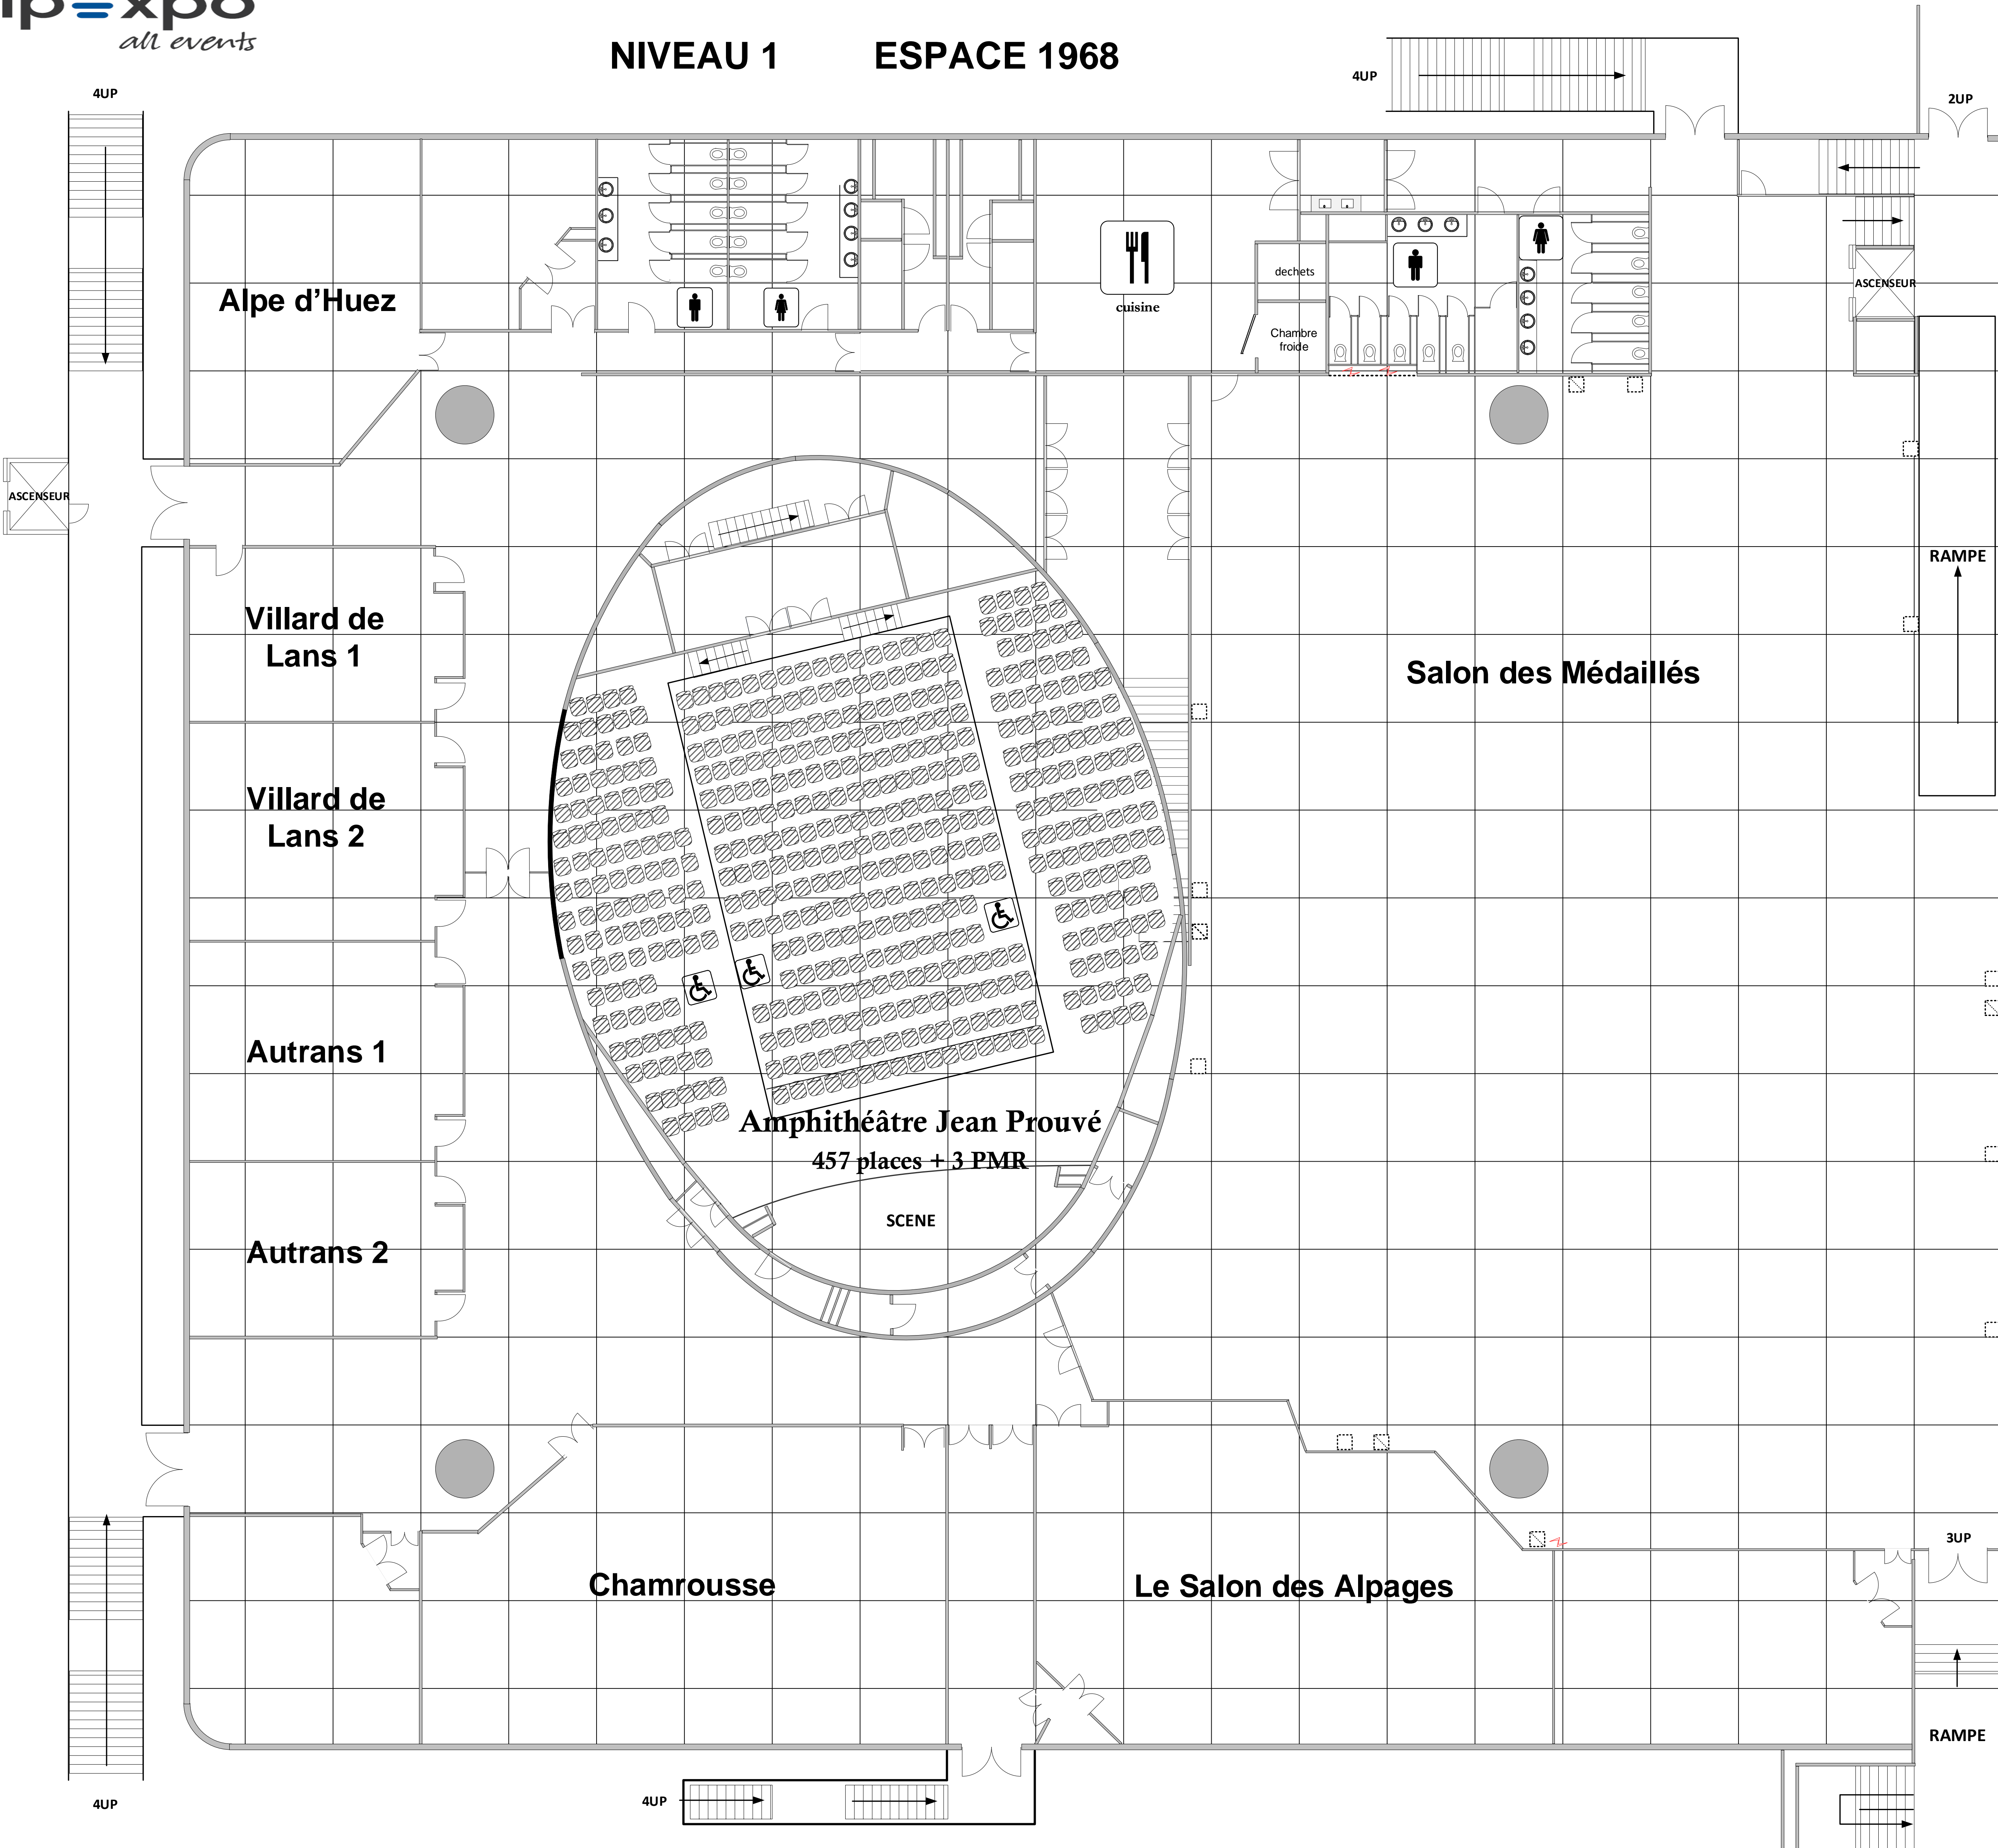 all events
NIVEAU 1 ESPACE 1968
4UP
4UP
2UP
Alpe d’Huez
cuisine
dechets
Chambre
froide
ASCENSEUR
ASCENSEUR
RAMPE
Villard de
Lans 1
Salon des Médaillés
Villard de
Lans 2
Autrans 1
Amphithéâtre Jean Prouvé
457 places + 3 PMR
SCENE
Autrans 2
3UP
Chamrousse
Le Salon des Alpages
RAMPE
4UP
4UP